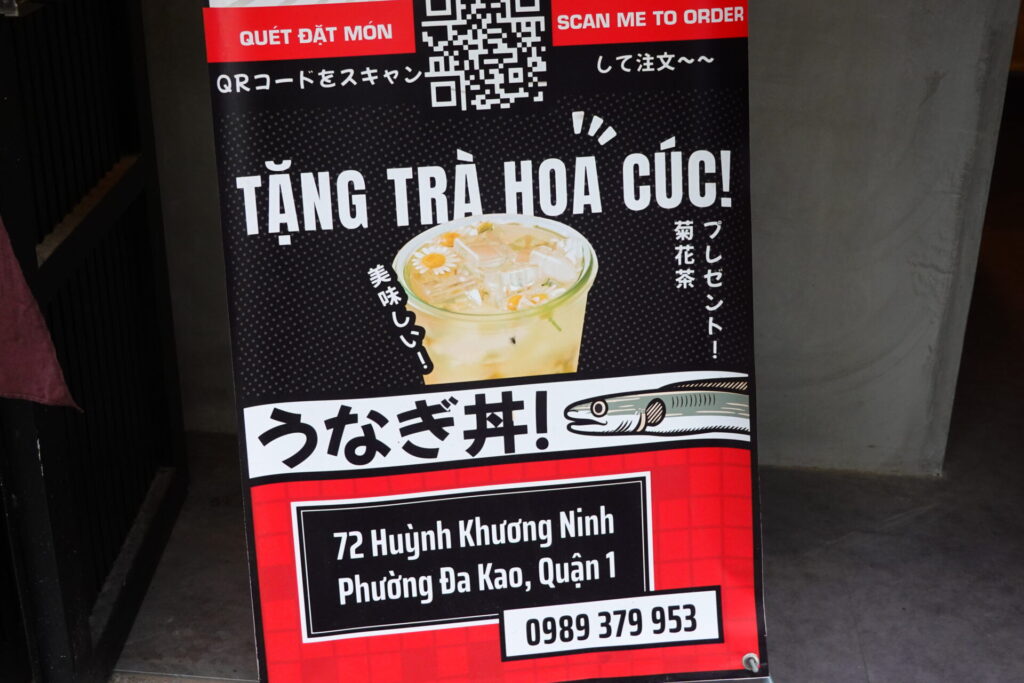 QUÉT ĐẶT MÓN
SCAN ME TO ORDER
QRコードをスキャン
して注文～～
TẶNG TRÀ HOA CÚC!
プレゼント！
菊花茶
美味しい！
うなぎ丼!
72 Huỳnh Khương Ninh
Phường Đa Kao, Quận 1
0989 379 953